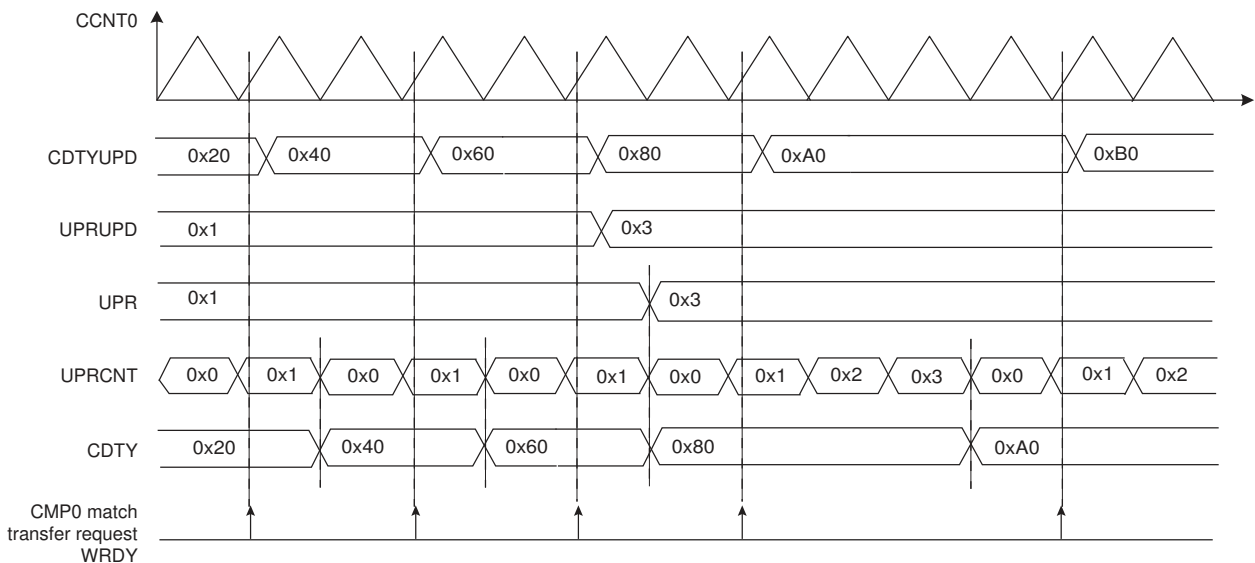 CCNT0
CDTYUPD 0x20 0x40 0x60 0x80 0xA0 0xB0
UPRUPD 0x1 0x3
UPR 0x1 0x3
UPRCNT 0x0 0x1 0x0 0x1 0x0 0x1 0x0 0x1 0x2 0x3 0x0 0x1 0x2
CDTY 0x20 0x40 0x60 0x80 0xA0
CMP0 match
transfer request
WRDY